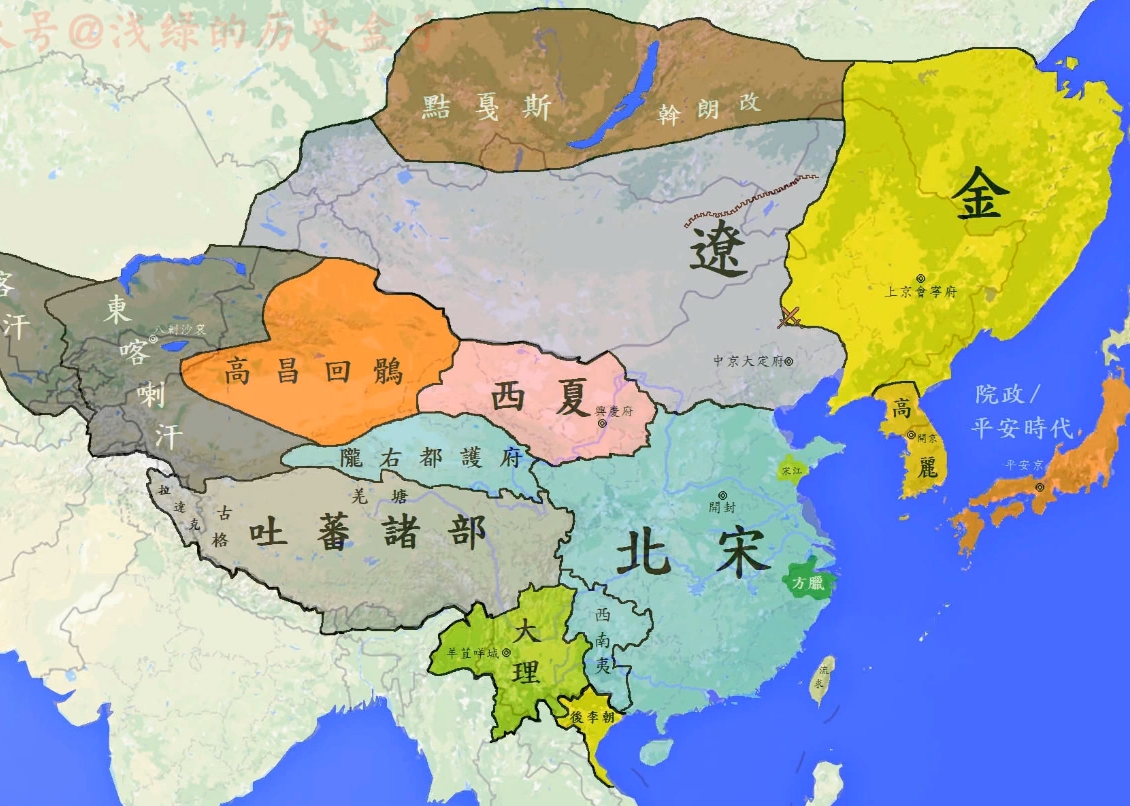 号@浅绿的历史盒子
黠戛斯
斡朗改
金
遼
上京會寧府
中京大定府
東喀喇汗
八剌沙袞
客汗
高昌回鶻
西夏
興慶府
高麗
開京
院政/
平安時代
平安京
隴右都護府
宋江
開封
羌塘
拉達克
古格
吐蕃諸部
北宋
方臘
西南夷
大理
羊苴咩城
後李朝
流求